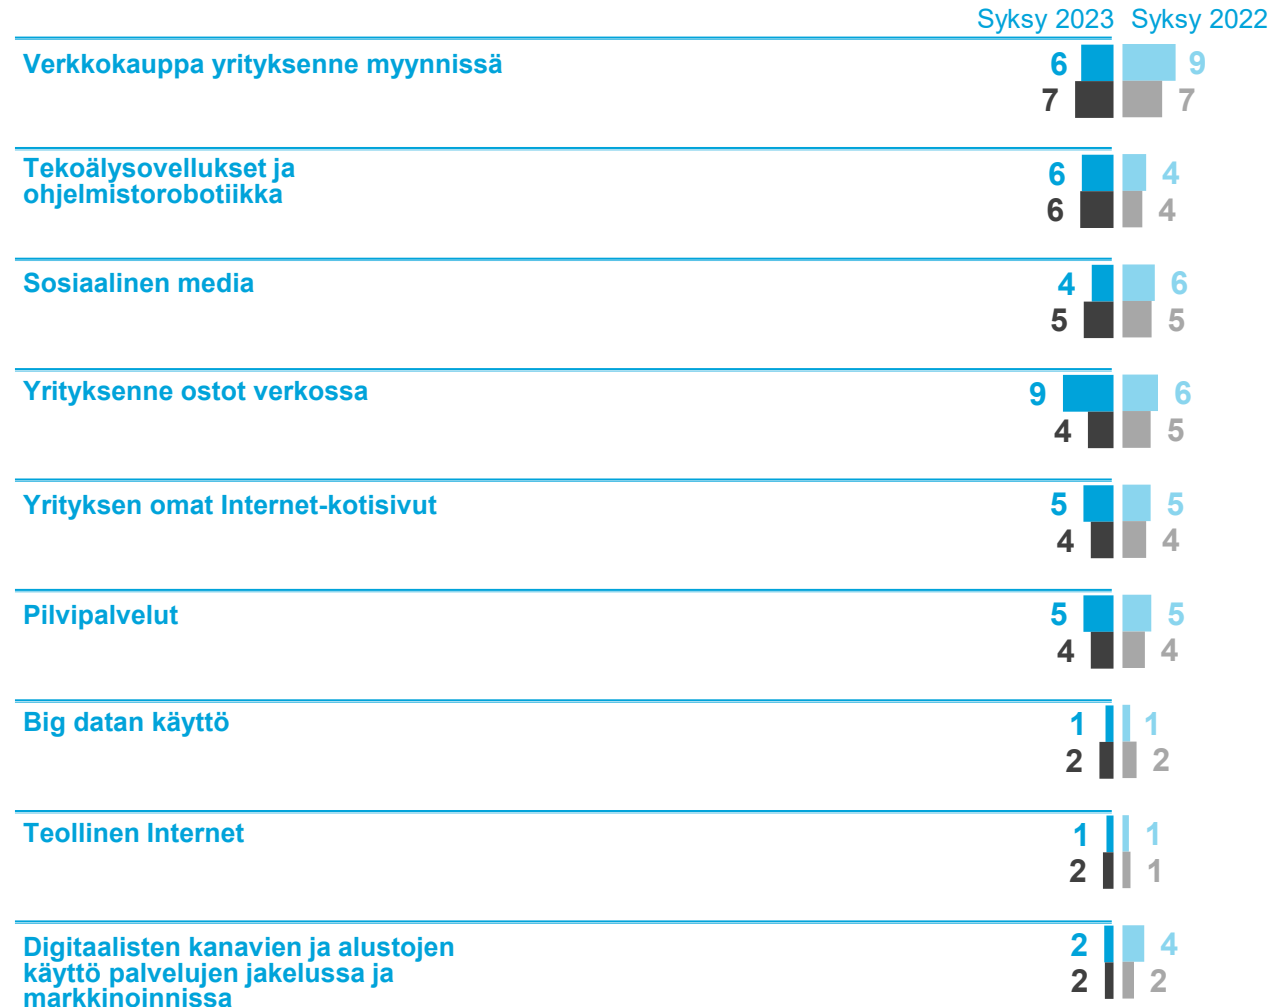 Syksy 2023 Syksy 2022
Verkkokauppa yrityksenne myynnissä
6 9
7 7
Tekoälysovellukset ja
ohjelmistorobotiikka
6 4
6 4
Sosiaalinen media
4 6
5 5
Yrityksenne ostot verkossa
9 6
4 5
Yrityksen omat Internet-kotisivut
5 5
4 4
Pilvipalvelut
5 5
4 4
Big datan käyttö
1 1
2 2
Teollinen Internet
1 1
2 1
Digitaalisten kanavien ja alustojen
käyttö palvelujen jakelussa ja
markkinoinnissa
2 4
2 2